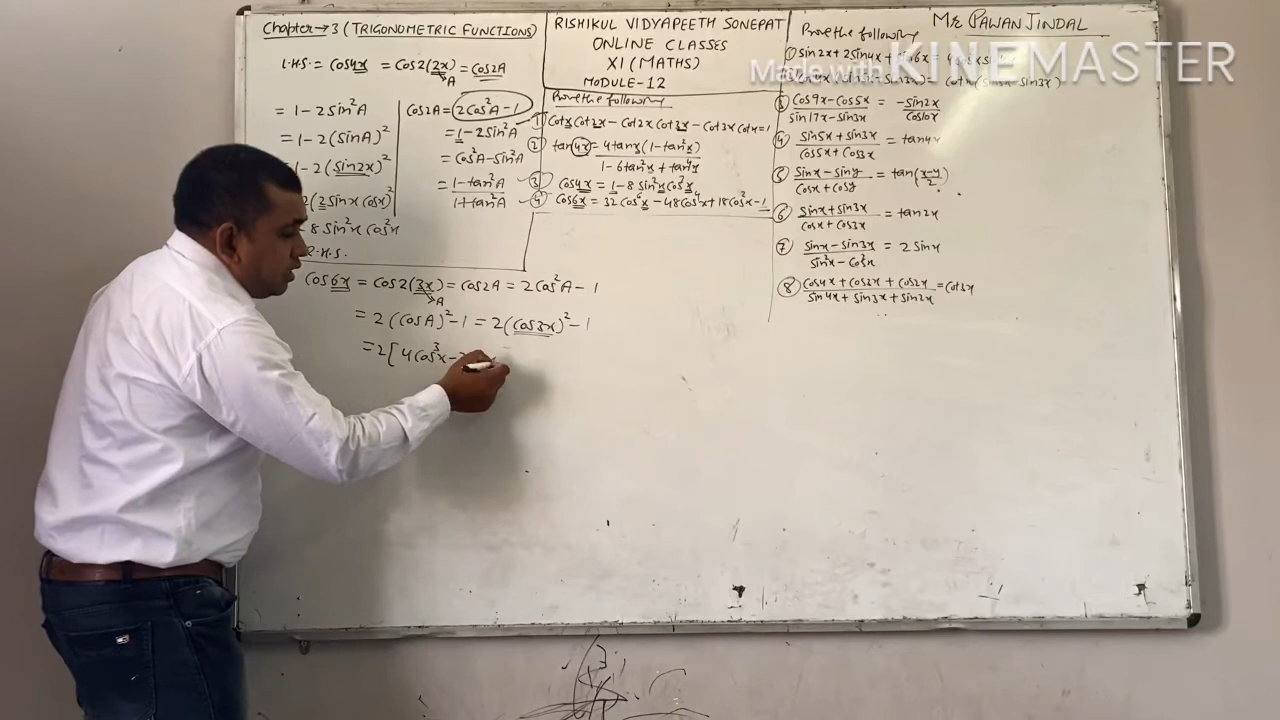 Chapter→3 (TRIGONOMETRIC FUNCTIONS)
L.H.S. = cos4x = cos2(2x) = cos2A
A
= 1-2sin²A
= 1-2(sinA)²
= 1-2(sin2x)²
2(2sinx cosx)²
8sin²x cos²x
R.H.S.
cos2A = 2cos²A-1
= 1-2sin²A
= cos²A-sin²A
= 1-tan²A
1+tan²A
cos6x = cos2(3x) = cos2A = 2cos²A-1
A
= 2(cosA)²-1 = 2(cos3x)²-1
= 2[4cos³x-
RISHIKUL VIDYAPEETH SONEPAT
ONLINE CLASSES
XI (MATHS)
MODULE-12
Prove the following
① cotx cot2x - cot2x cot3x - cot3x cotx=1
② tan4x = 4tanx(1-tan²x)
1-6tan²x+tan⁴x
③ cos4x = 1-8sin²x cos²x
④ cos6x = 32cos⁶x-48cos⁴x+18cos²x-1
Mr PAWAN JINDAL
Prove the following
① sin2x+2sin4x+
Made with KINEMASTER
③ cos9x-cos5x = -sin2x
sin17x-sin3x cos10x
④ sin5x+sin3x = tan4x
cos5x+cos3x
⑤ sinx-siny = tan(x-y)
cosx+cosy 2
⑥ sinx+sin3x = tan2x
cosx+cos3x
⑦ sinx-sin3x = 2sinx
sin²x-cos²x
⑧ cos4x+cos3x+cos2x = cot3x
sin4x+sin3x+sin2x